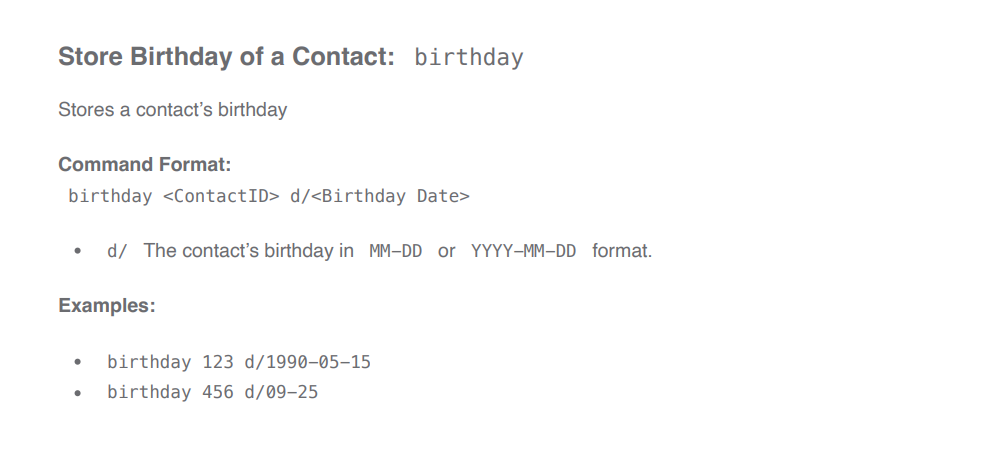 Store Birthday of a Contact: birthday
Stores a contact’s birthday
Command Format:
birthday <ContactID> d/<Birthday Date>
• d/ The contact’s birthday in MM-DD or YYYY-MM-DD format.
Examples:
• birthday 123 d/1990-05-15
• birthday 456 d/09-25